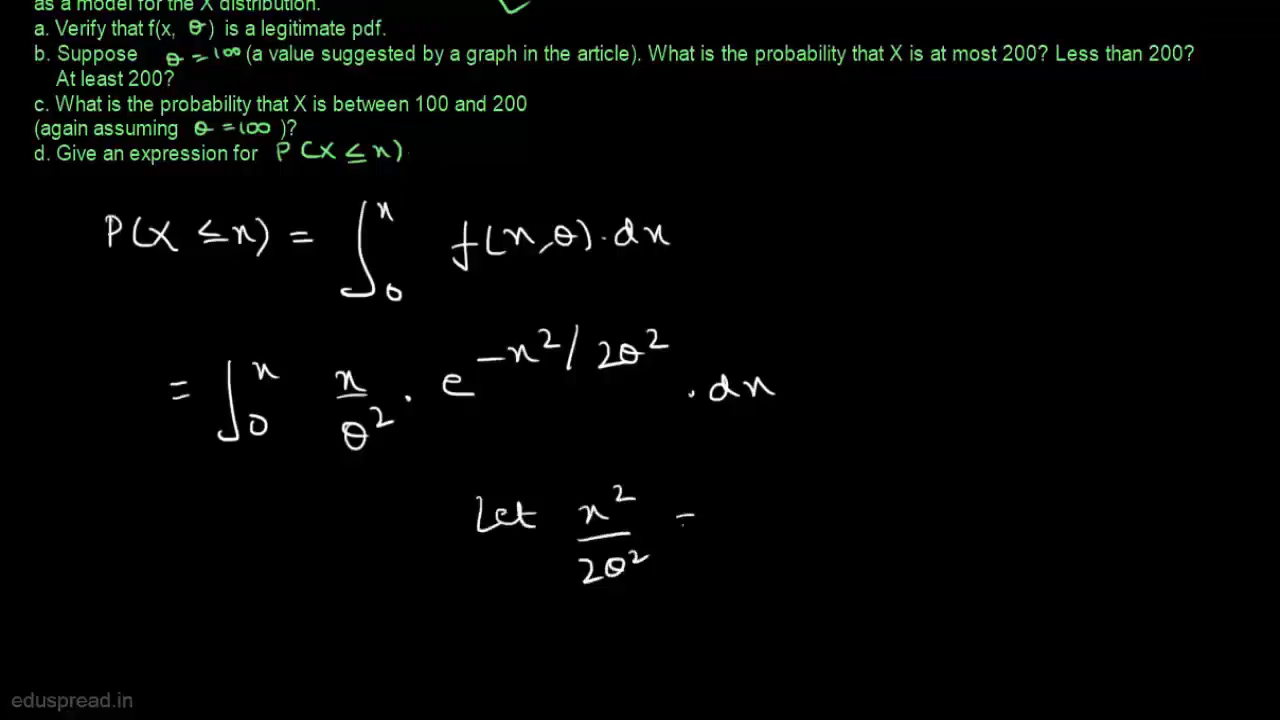 as a model for the X distribution.
a. Verify that f(x, θ) is a legitimate pdf.
b. Suppose θ = 100 (a value suggested by a graph in the article). What is the probability that X is at most 200? Less than 200?
At least 200?
c. What is the probability that X is between 100 and 200
(again assuming θ = 100 )?
d. Give an expression for P(X ≤ x)
P(X ≤ x) = ∫₀ˣ f(x, θ) · dx
= ∫₀ˣ x/θ² · e^(-x²/2θ²) · dx
Let x²/2θ² =
eduspread.in